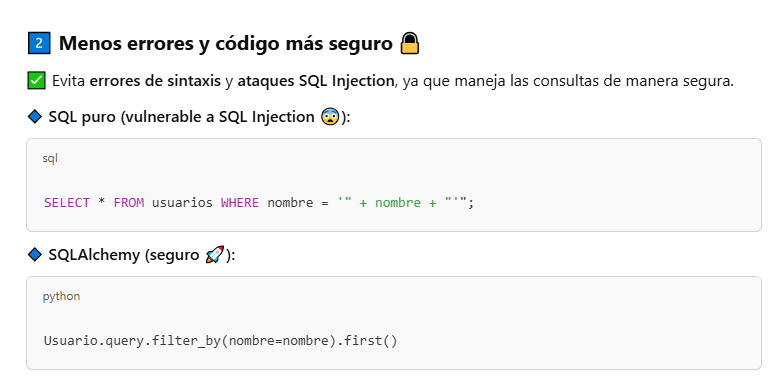 2️⃣ Menos errores y código más seguro 🔒
✅ Evita errores de sintaxis y ataques SQL Injection, ya que maneja las consultas de manera segura.
🔹 SQL puro (vulnerable a SQL Injection 😨):
sql
SELECT * FROM usuarios WHERE nombre = '" + nombre + "'";
🔹 SQLAlchemy (seguro 🚀):
python
Usuario.query.filter_by(nombre=nombre).first()